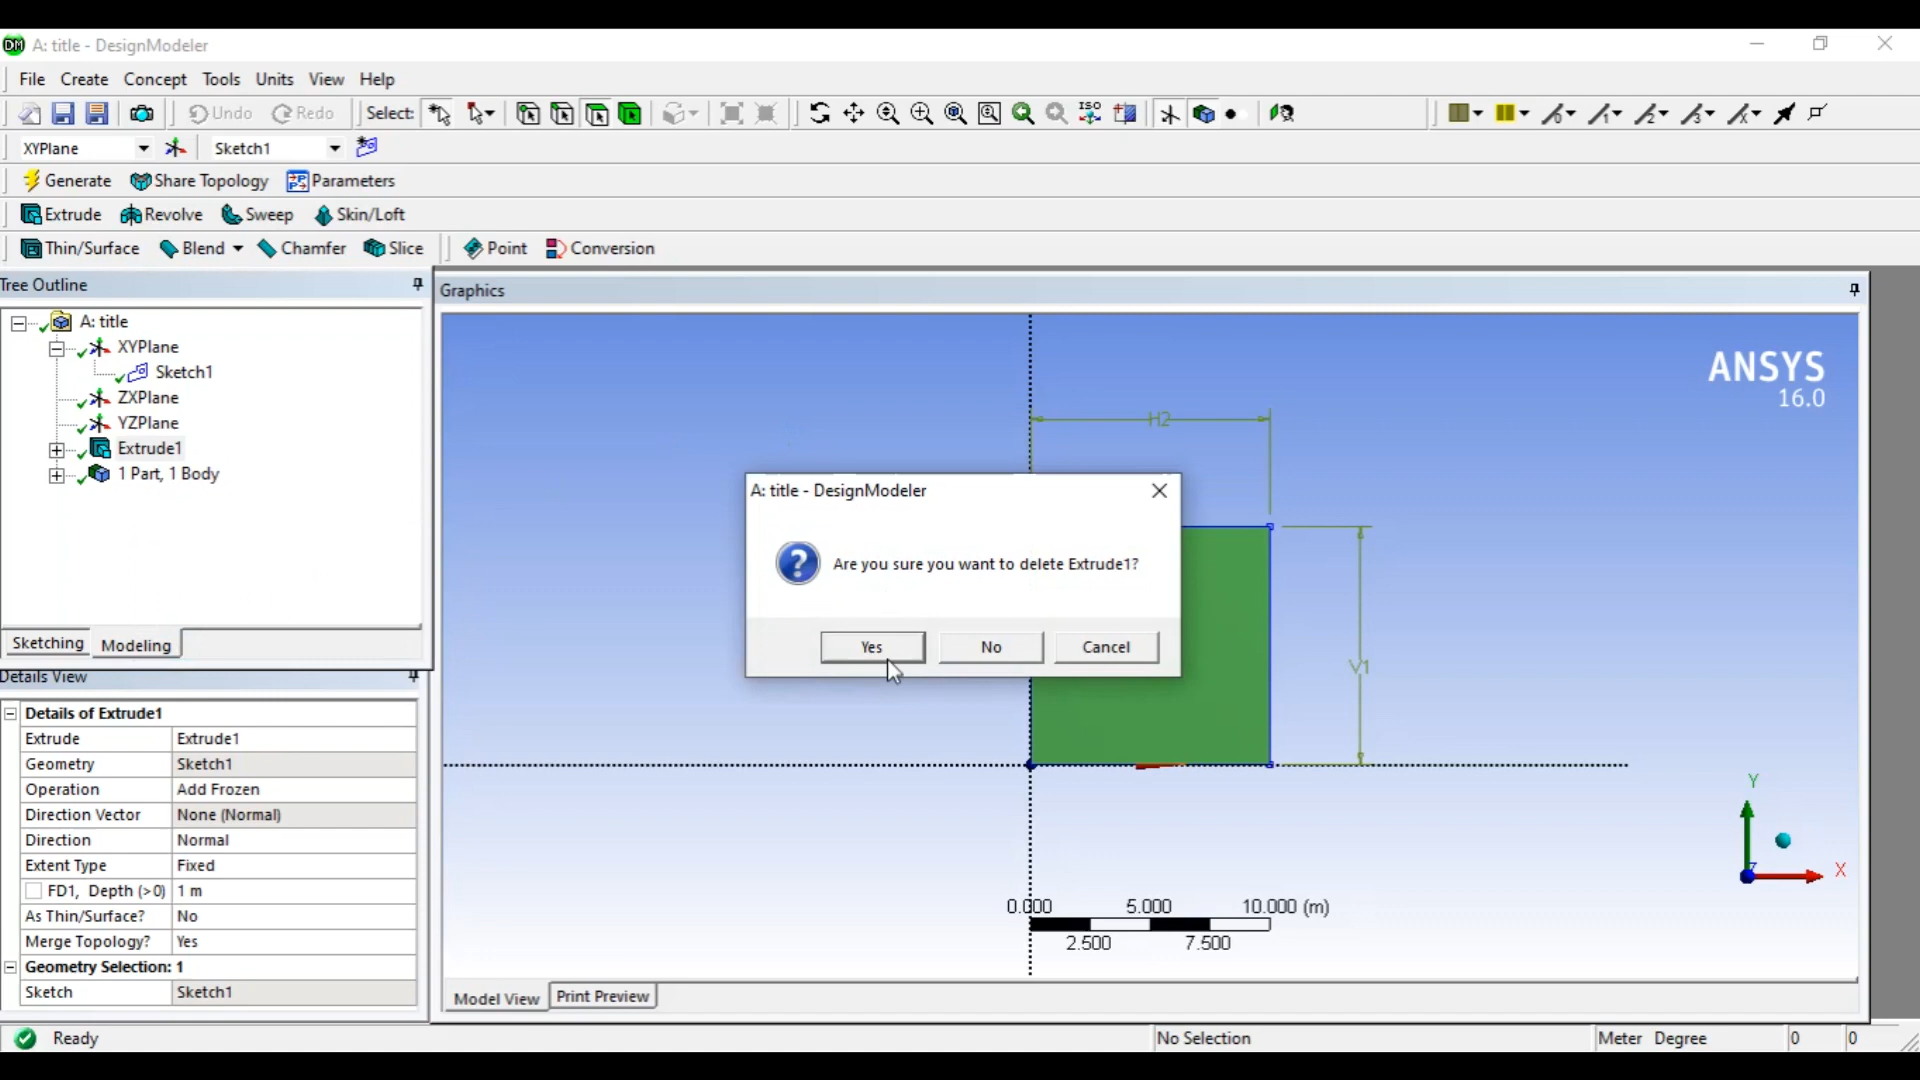 DM A: title - DesignModeler
File Create Concept Tools Units View Help
Undo Redo Select: ISO
XYPlane Sketch1
Generate Share Topology Parameters
Extrude Revolve Sweep Skin/Loft
Thin/Surface Blend Chamfer Slice Point Conversion
Tree Outline
A: title
XYPlane
Sketch1
ZXPlane
YZPlane
Extrude1
1 Part, 1 Body
Sketching Modeling
Details View
Details of Extrude1
Extrude Extrude1
Geometry Sketch1
Operation Add Frozen
Direction Vector None (Normal)
Direction Normal
Extent Type Fixed
FD1, Depth (>0) 1 m
As Thin/Surface? No
Merge Topology? Yes
Geometry Selection: 1
Sketch Sketch1
Graphics
ANSYS
16.0
H2
V1
A: title - DesignModeler
Are you sure you want to delete Extrude1?
Yes No Cancel
Y
Z X
0.000 5.000 10.000 (m)
2.500 7.500
Model View Print Preview
Ready No Selection Meter Degree 0 0